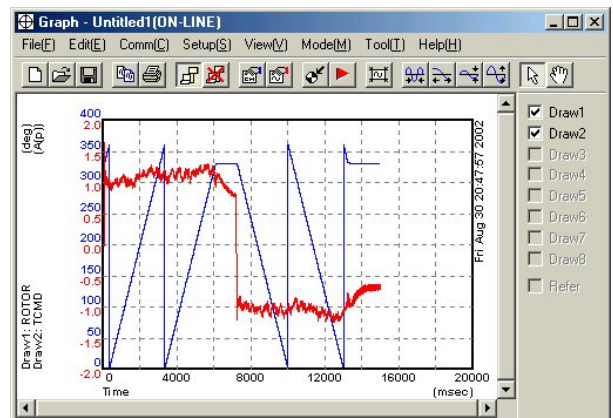 Graph - Untitled1(ON-LINE)
File(F) Edit(E) Comm(C) Setup(S) View(V) Mode(M) Tool(T) Help(H)
(deg)
(A(p))
400
2.0
350
1.5
300
1.0
250
0.5
200
0.0
150
-0.5
100
-1.0
50
-1.5
0
-2.0
0 4000 8000 12000 16000 20000
Time (msec)
Draw1: ROTOR
Draw2: TCMD
Fri Aug 30 20:47:57 2002
Draw1
Draw2
Draw3
Draw4
Draw5
Draw6
Draw7
Draw8
Refer